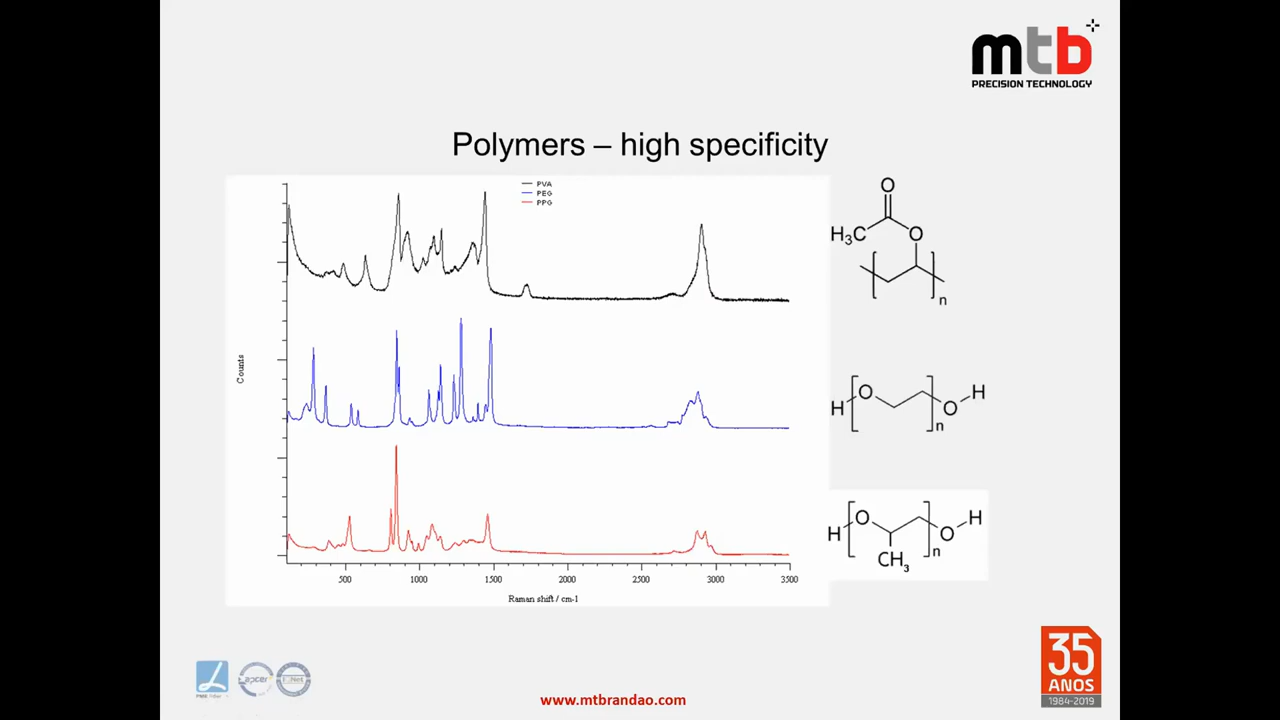 mtb
PRECISION TECHNOLOGY
Polymers – high specificity
PVA
PEG
PPG
Counts
500 1000 1500 2000 2500 3000 3500
Raman shift / cm-1
O
H3C O
n
H O O H
n
H O O H
CH3 n
35
ANOS
1984-2019
apcer
www.mtbrandao.com